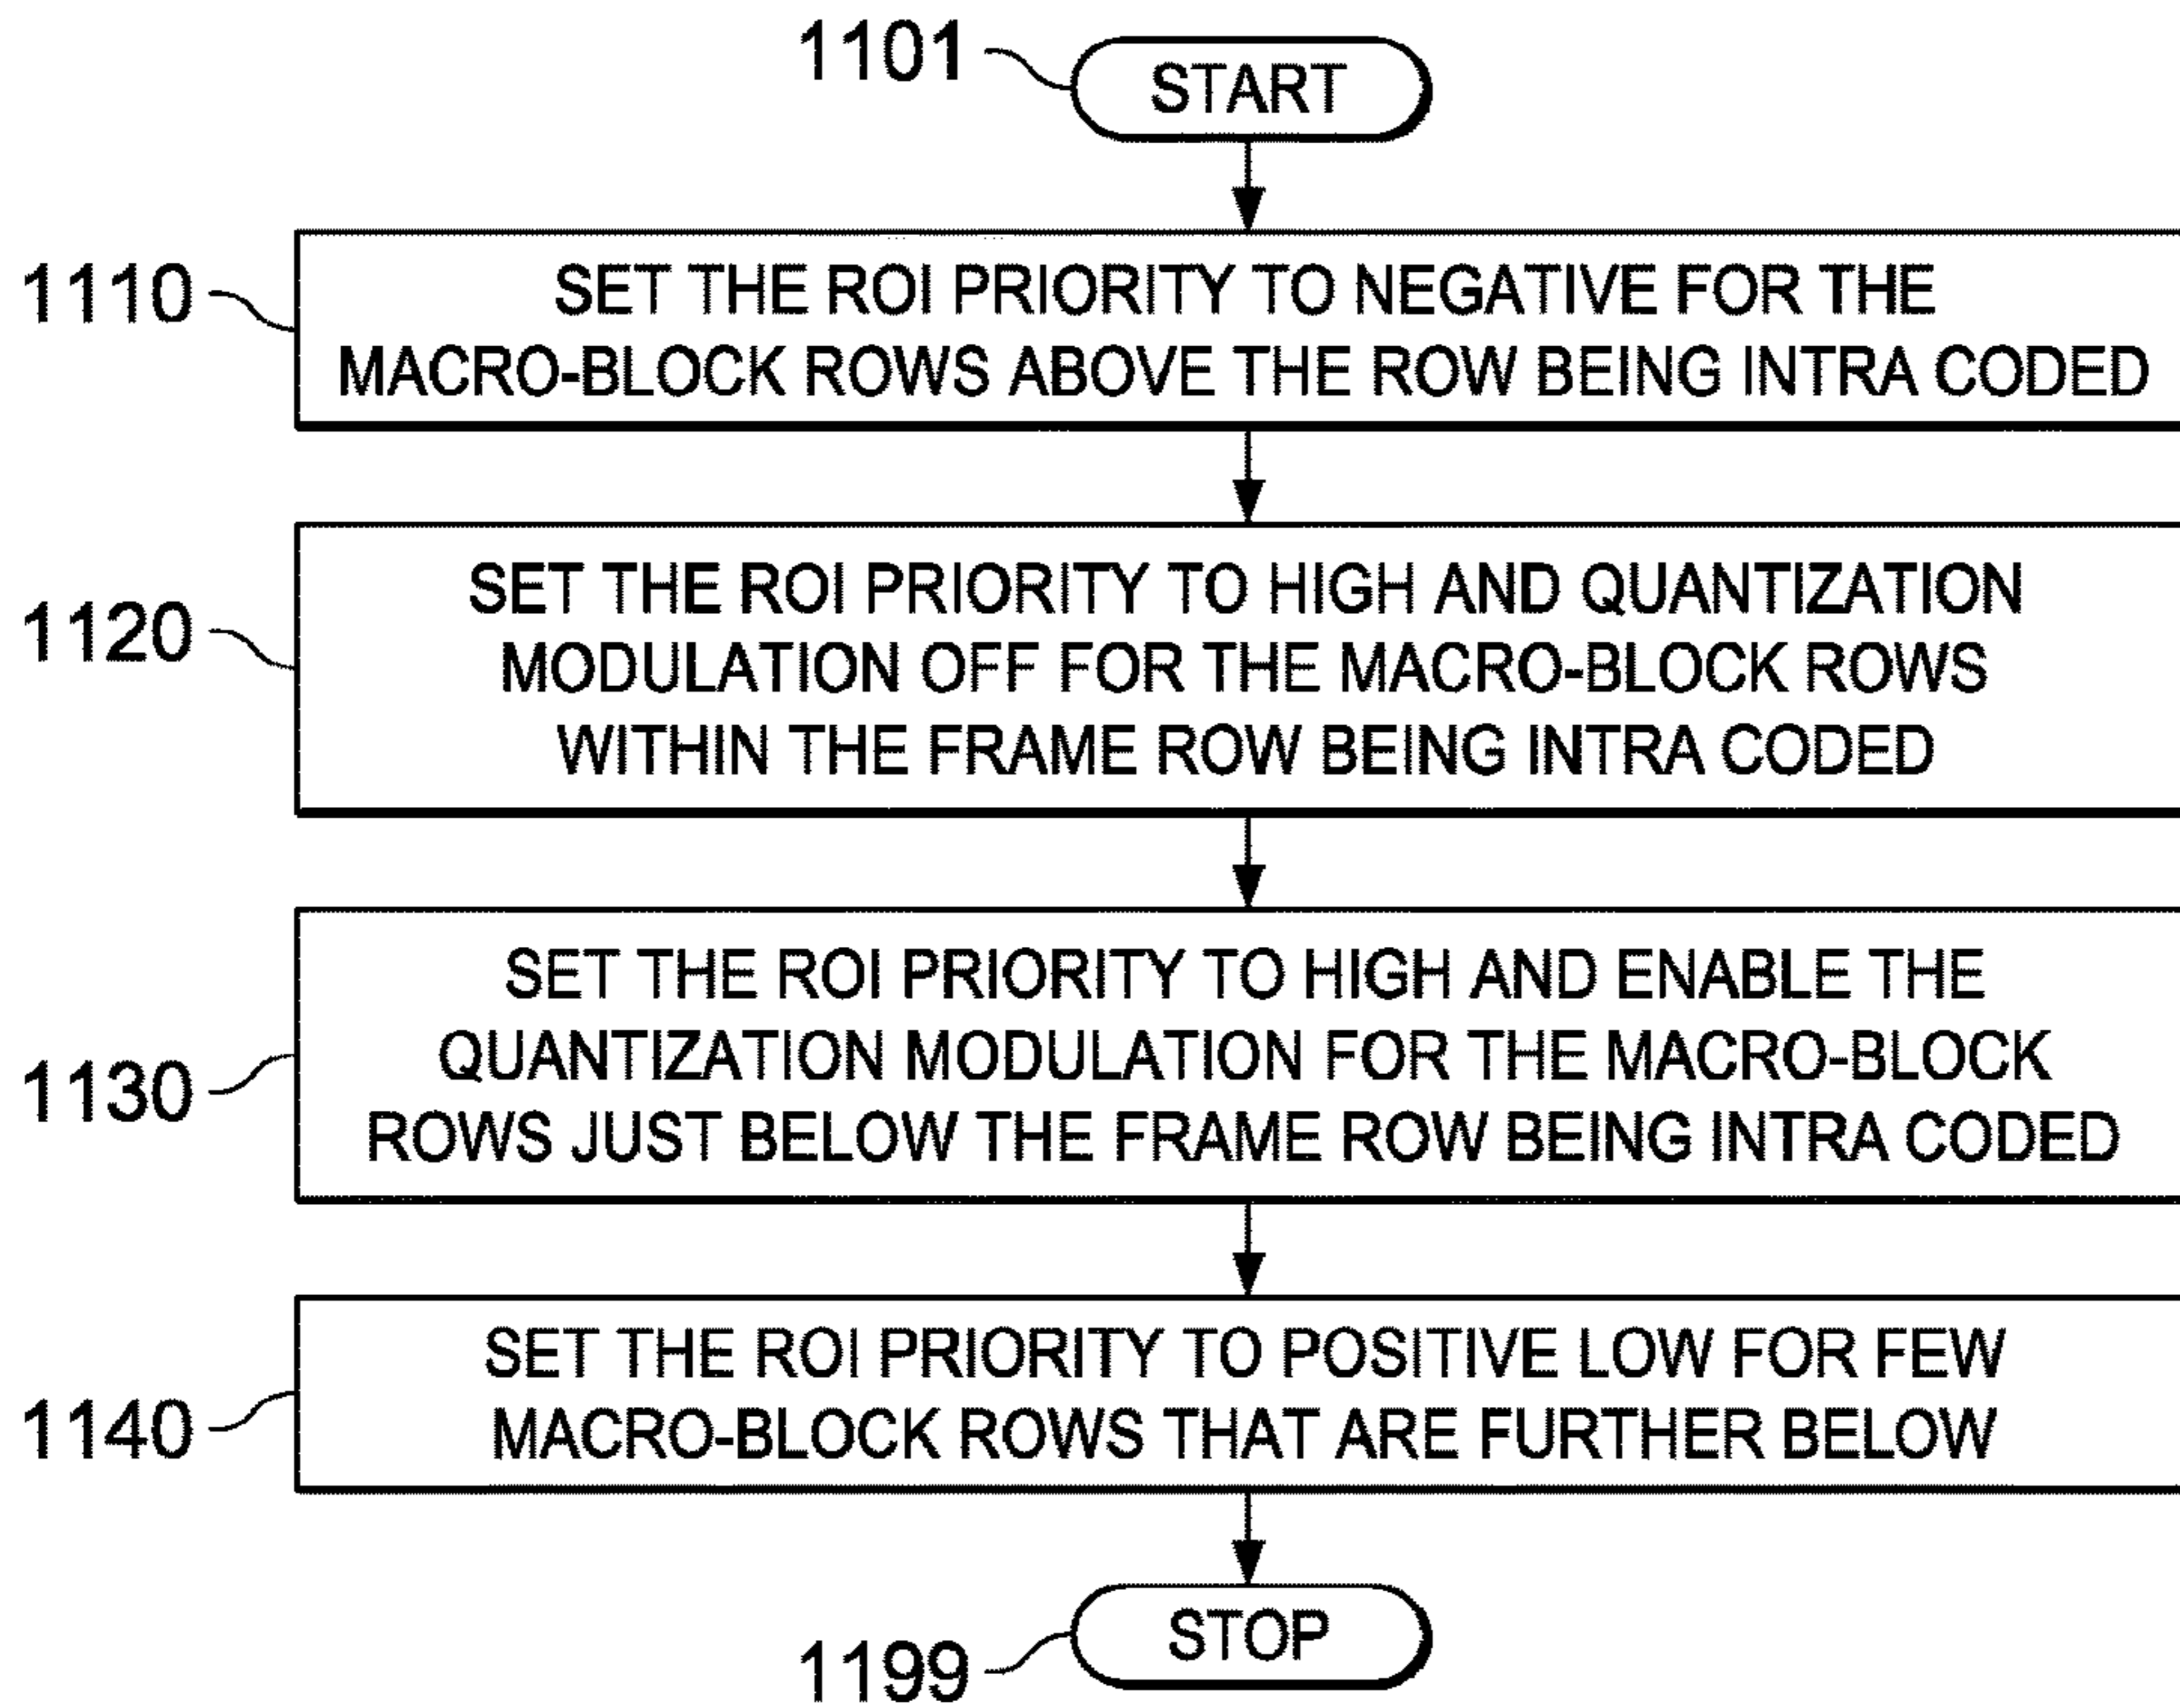 1101
START
1110
SET THE ROI PRIORITY TO NEGATIVE FOR THE
MACRO-BLOCK ROWS ABOVE THE ROW BEING INTRA CODED
1120
SET THE ROI PRIORITY TO HIGH AND QUANTIZATION
MODULATION OFF FOR THE MACRO-BLOCK ROWS
WITHIN THE FRAME ROW BEING INTRA CODED
1130
SET THE ROI PRIORITY TO HIGH AND ENABLE THE
QUANTIZATION MODULATION FOR THE MACRO-BLOCK
ROWS JUST BELOW THE FRAME ROW BEING INTRA CODED
1140
SET THE ROI PRIORITY TO POSITIVE LOW FOR FEW
MACRO-BLOCK ROWS THAT ARE FURTHER BELOW
1199
STOP